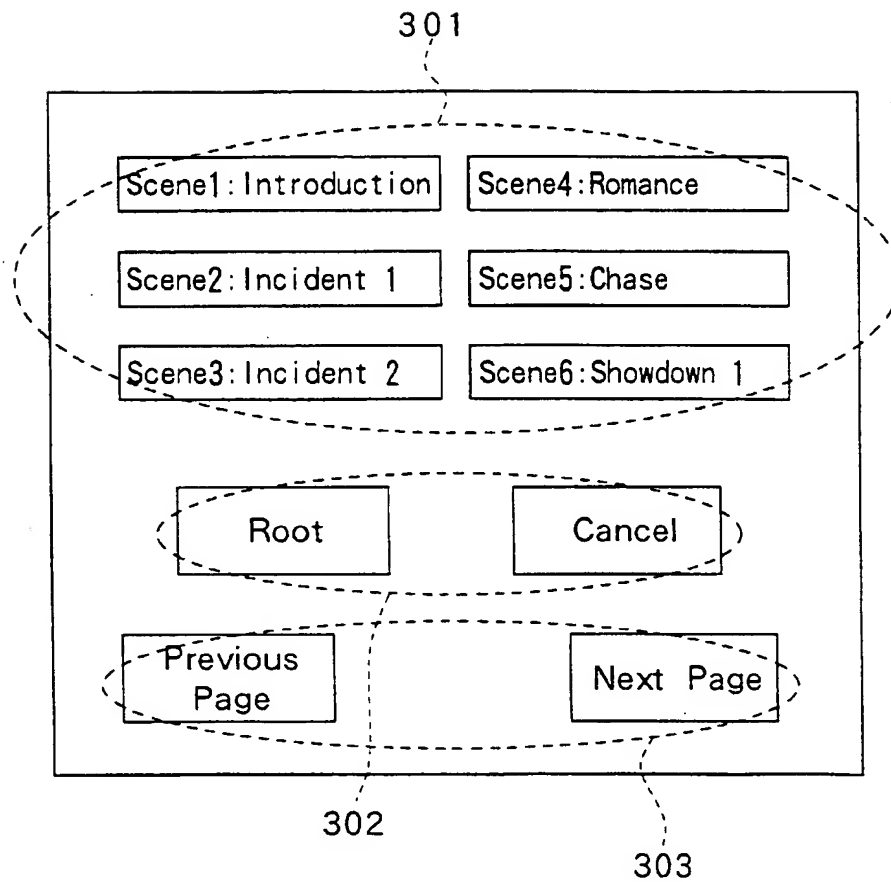 301
Scene1:Introduction
Scene4:Romance
Scene2:Incident 1
Scene5:Chase
Scene3:Incident 2
Scene6:Showdown 1
Root
Cancel
Previous
Page
Next Page
302
303